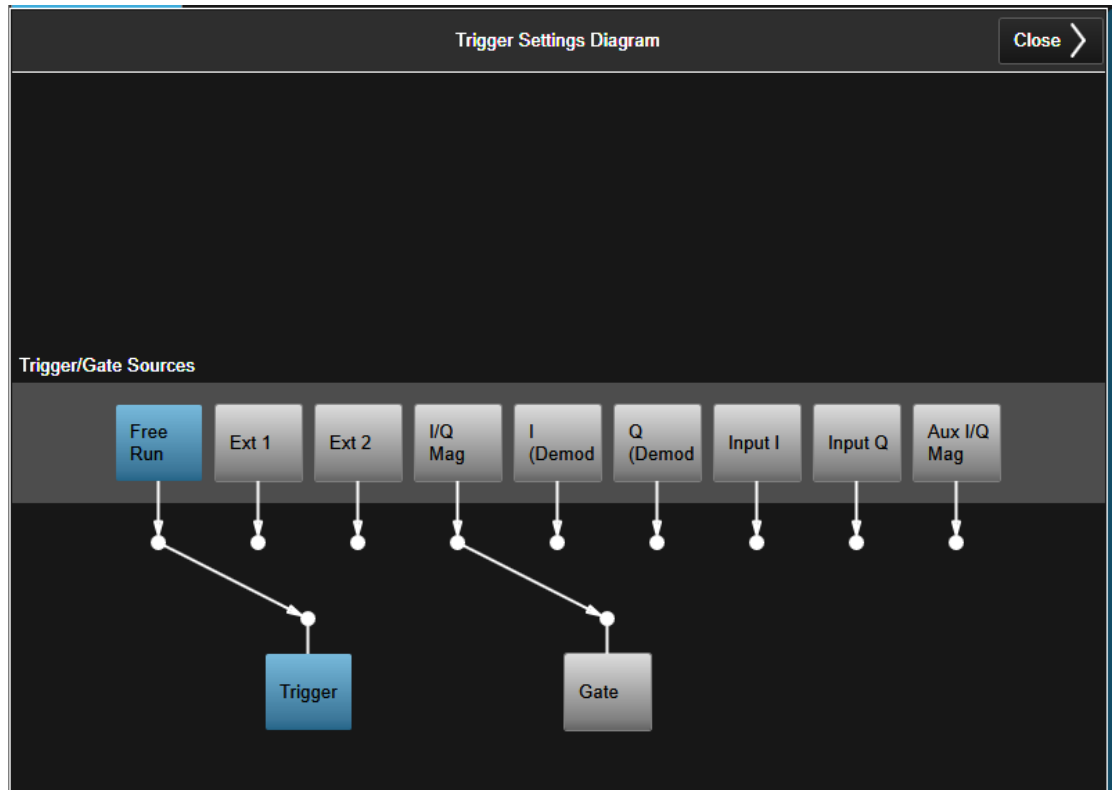 Trigger Settings Diagram
Close
Trigger/Gate Sources
Free
Run
Ext 1
Ext 2
I/Q
Mag
I
(Demod
Q
(Demod
Input I
Input Q
Aux I/Q
Mag
Trigger
Gate